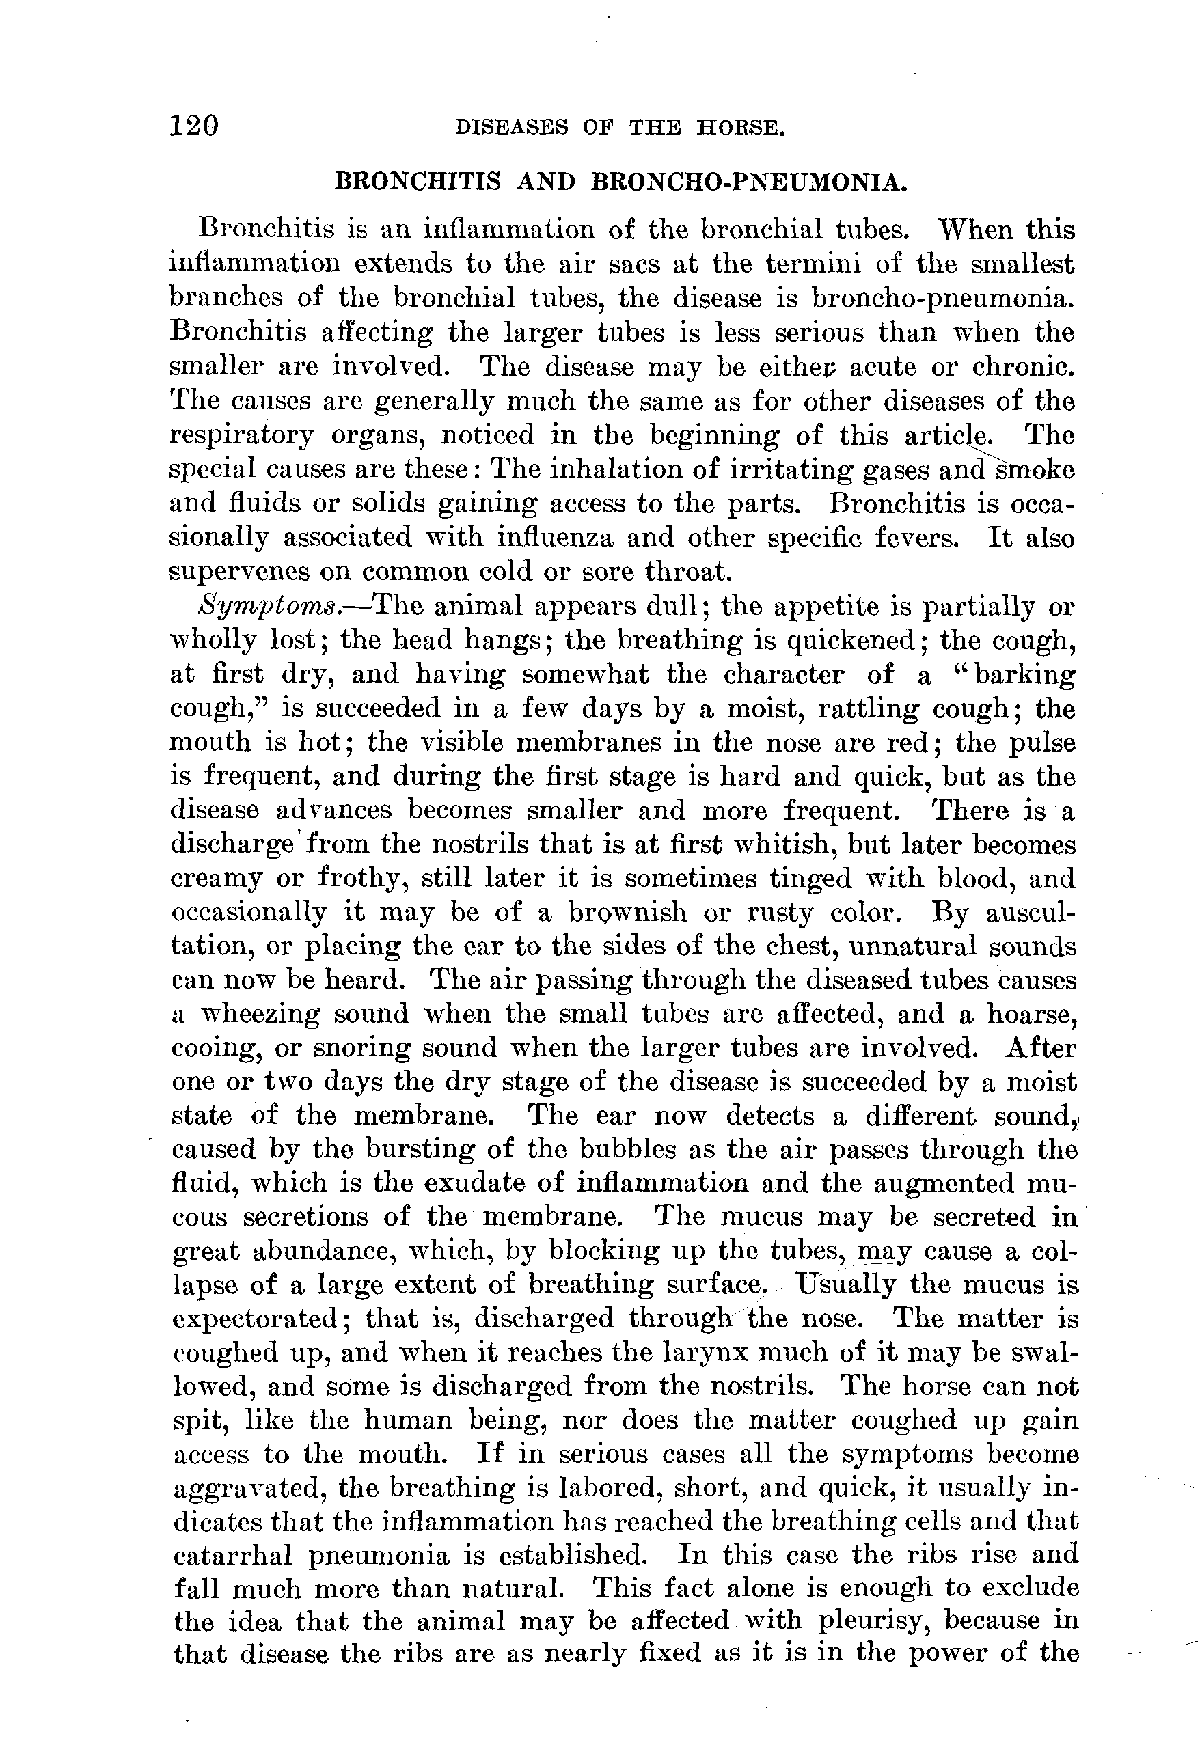 120 DISEASES OF THE HORSE.
BRONCHITIS AND BRONCHO-PNEUMONIA.
Bronchitis is an inflammation of the bronchial tubes. When this
inflammation extends to the air sacs at the termini of the smallest
branches of the bronchial tubes, the disease is broncho-pneumonia.
Bronchitis affecting the larger tubes is less serious than when the
smaller are involved. The disease may be either acute or chronic.
The causes are generally much the same as for other diseases of the
respiratory organs, noticed in the beginning of this article. The
special causes are these: The inhalation of irritating gases and smoke
and fluids or solids gaining access to the parts. Bronchitis is occa-
sionally associated with influenza and other specific fevers. It also
supervenes on common cold or sore throat.
Symptoms.—The animal appears dull; the appetite is partially or
wholly lost; the head hangs; the breathing is quickened; the cough,
at first dry, and having somewhat the character of a "barking
cough," is succeeded in a few days by a moist, rattling cough; the
mouth is hot; the visible membranes in the nose are red; the pulse
is frequent, and during the first stage is hard and quick, but as the
disease advances becomes smaller and more frequent. There is a
discharge from the nostrils that is at first whitish, but later becomes
creamy or frothy, still later it is sometimes tinged with blood, and
occasionally it may be of a brownish or rusty color. By auscul-
tation, or placing the ear to the sides of the chest, unnatural sounds
can now be heard. The air passing through the diseased tubes causes
a wheezing sound when the small tubes are affected, and a hoarse,
cooing, or snoring sound when the larger tubes are involved. After
one or two days the dry stage of the disease is succeeded by a moist
state of the membrane. The ear now detects a different sound,
caused by the bursting of the bubbles as the air passes through the
fluid, which is the exudate of inflammation and the augmented mu-
cous secretions of the membrane. The mucus may be secreted in
great abundance, which, by blocking up the tubes, may cause a col-
lapse of a large extent of breathing surface. Usually the mucus is
expectorated; that is, discharged through the nose. The matter is
coughed up, and when it reaches the larynx much of it may be swal-
lowed, and some is discharged from the nostrils. The horse can not
spit, like the human being, nor does the matter coughed up gain
access to the mouth. If in serious cases all the symptoms become
aggravated, the breathing is labored, short, and quick, it usually in-
dicates that the inflammation has reached the breathing cells and that
catarrhal pneumonia is established. In this case the ribs rise and
fall much more than natural. This fact alone is enough to exclude
the idea that the animal may be affected with pleurisy, because in
that disease the ribs are as nearly fixed as it is in the power of the